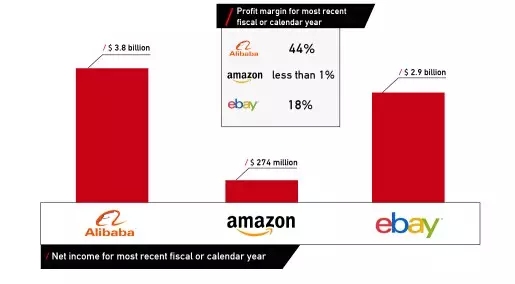 / Profit margin for most recent
fiscal or calendar year
Alibaba 44%
amazon less than 1%
ebay 18%
/ $ 3.8 billion
/ $ 274 million
/ $ 2.9 billion
Alibaba
amazon
ebay
/ Net income for most recent fiscal or calendar year